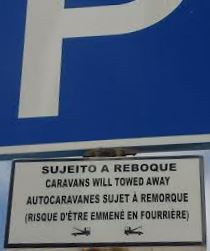 P
SUJEITO A REBOQUE
CARAVANS WILL TOWED AWAY
AUTOCARAVANES SUJET À REMORQUE
(RISQUE D'ÊTRE EMMENÉ EN FOURRIÈRE)